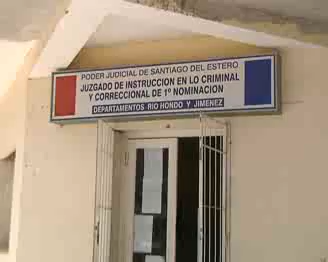 PODER JUDICIAL DE SANTIAGO DEL ESTERO
JUZGADO DE INSTRUCCION EN LO CRIMINAL
Y CORRECCIONAL DE 1º NOMINACION
DEPARTAMENTOS RIO HONDO Y JIMENEZ